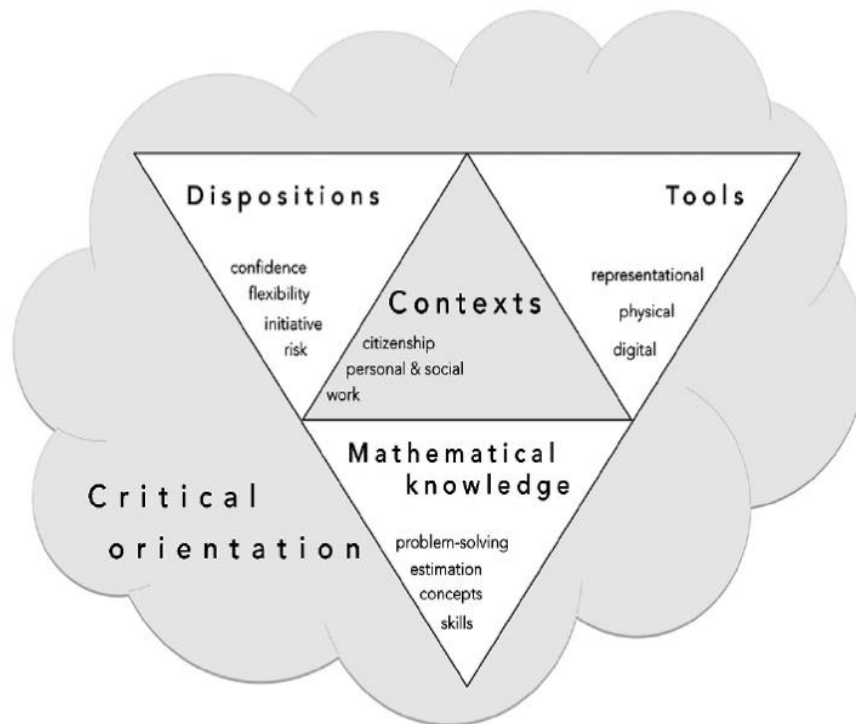 Dispositions
confidence
flexibility
initiative
risk
Tools
representational
physical
digital
Contexts
citizenship
personal & social
work
Mathematical
knowledge
problem-solving
estimation
concepts
skills
Critical
orientation